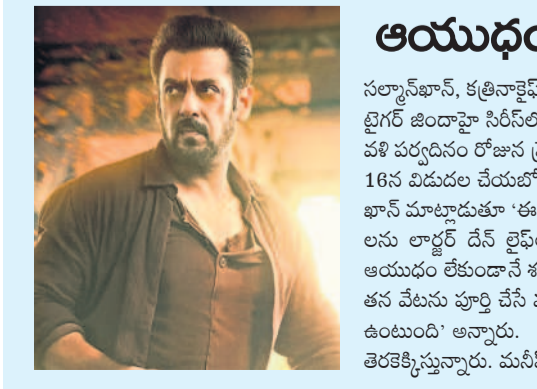 ఆయుధం
సల్మాన్‌ఖాన్, కత్రినాకైఫ్
టైగర్ జిందాహై సిరీస్‌లో
వళి పర్వదినం రోజున
16న విడుదల చేయబో
ఖాన్ మాట్లాడుతూ ‘ఈ
లను లార్జర్ దేన్ లైఫ్‌
ఆయుధం లేకుండానే
తన వేటను పూర్తి చేసే
ఉంటుంది’ అన్నారు.
తెరకెక్కిస్తున్నారు. మనీష్